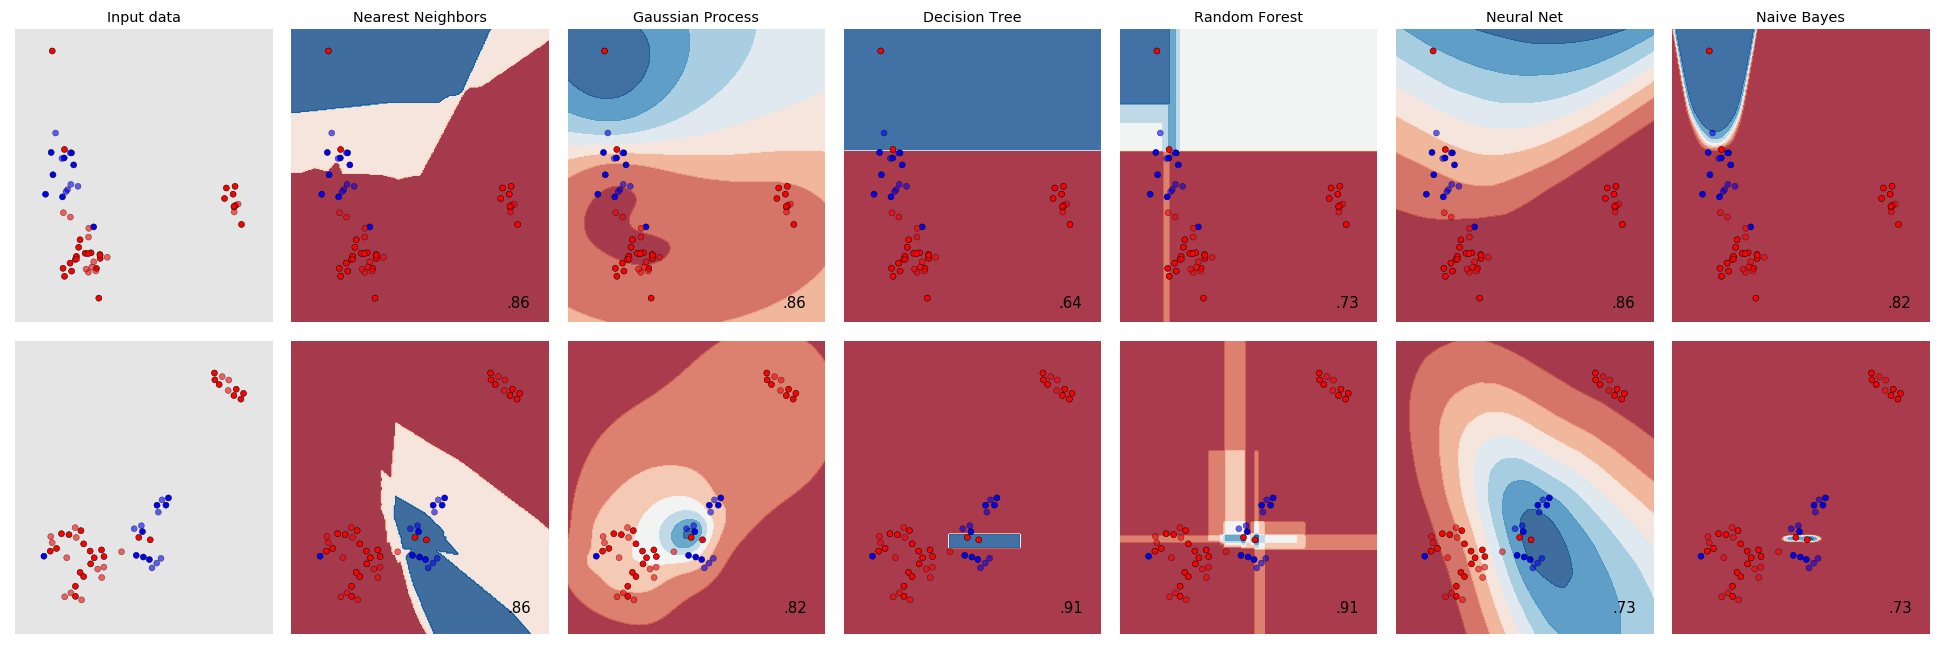 Input data Nearest Neighbors Gaussian Process Decision Tree Random Forest Neural Net Naive Bayes
.86 .86 .64 .73 .86 .82
.86 .82 .91 .91 .73 .73